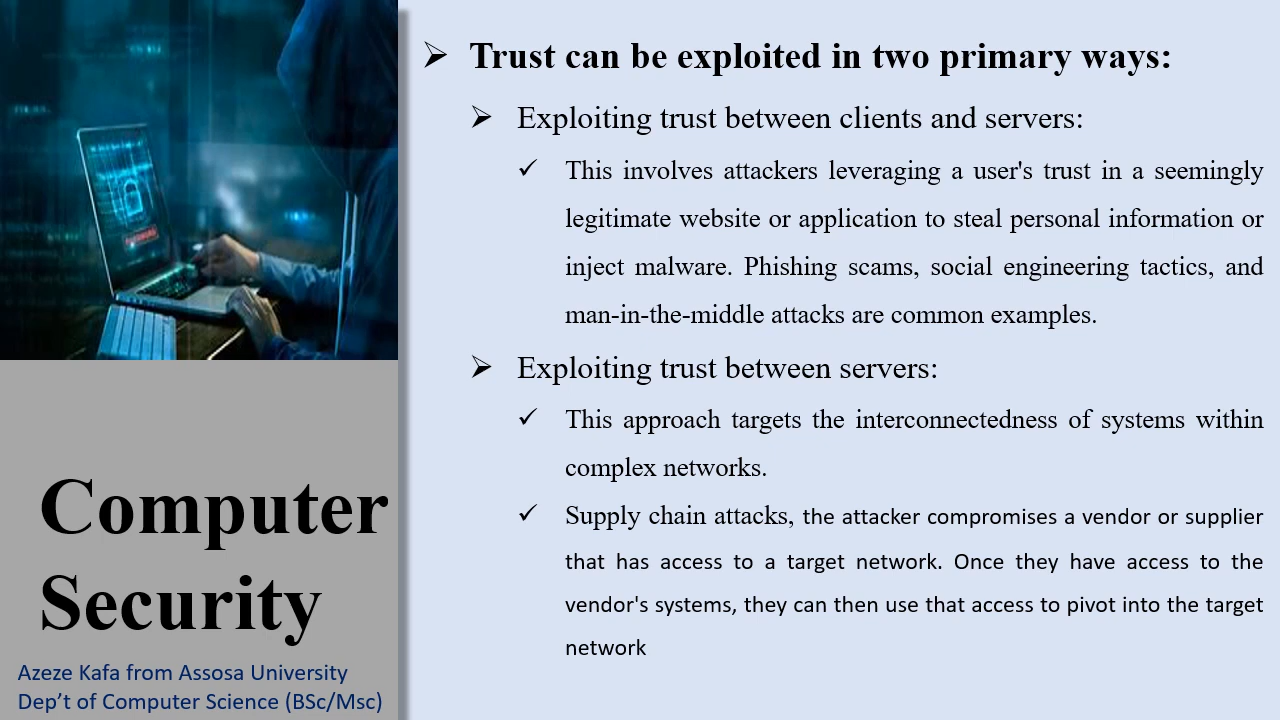 Trust can be exploited in two primary ways:
Exploiting trust between clients and servers:
This involves attackers leveraging a user's trust in a seemingly
legitimate website or application to steal personal information or
inject malware. Phishing scams, social engineering tactics, and
man-in-the-middle attacks are common examples.
Exploiting trust between servers:
This approach targets the interconnectedness of systems within
complex networks.
Supply chain attacks, the attacker compromises a vendor or supplier
that has access to a target network. Once they have access to the
vendor's systems, they can then use that access to pivot into the target
network
Computer
Security
Azeze Kafa from Assosa University
Dep’t of Computer Science (BSc/Msc)